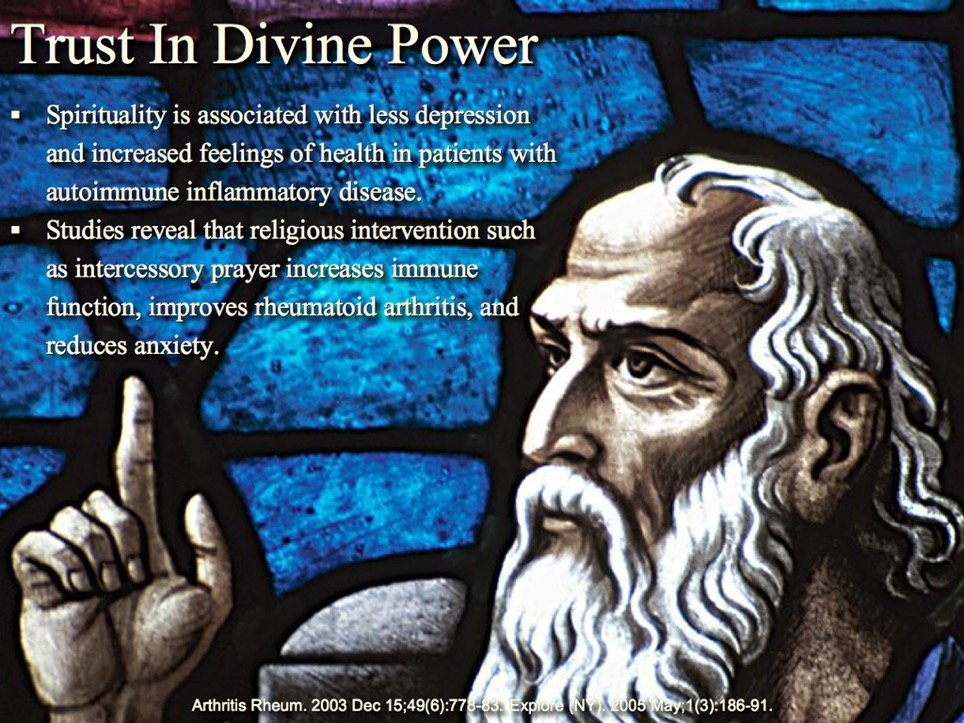 Trust In Divine Power
▪ Spirituality is associated with less depression
and increased feelings of health in patients with
autoimmune inflammatory disease.
▪ Studies reveal that religious intervention such
as intercessory prayer increases immune
function, improves rheumatoid arthritis, and
reduces anxiety.
Arthritis Rheum. 2003 Dec 15;49(6):778-83. Explore (NY). 2005 May;1(3):186-91.